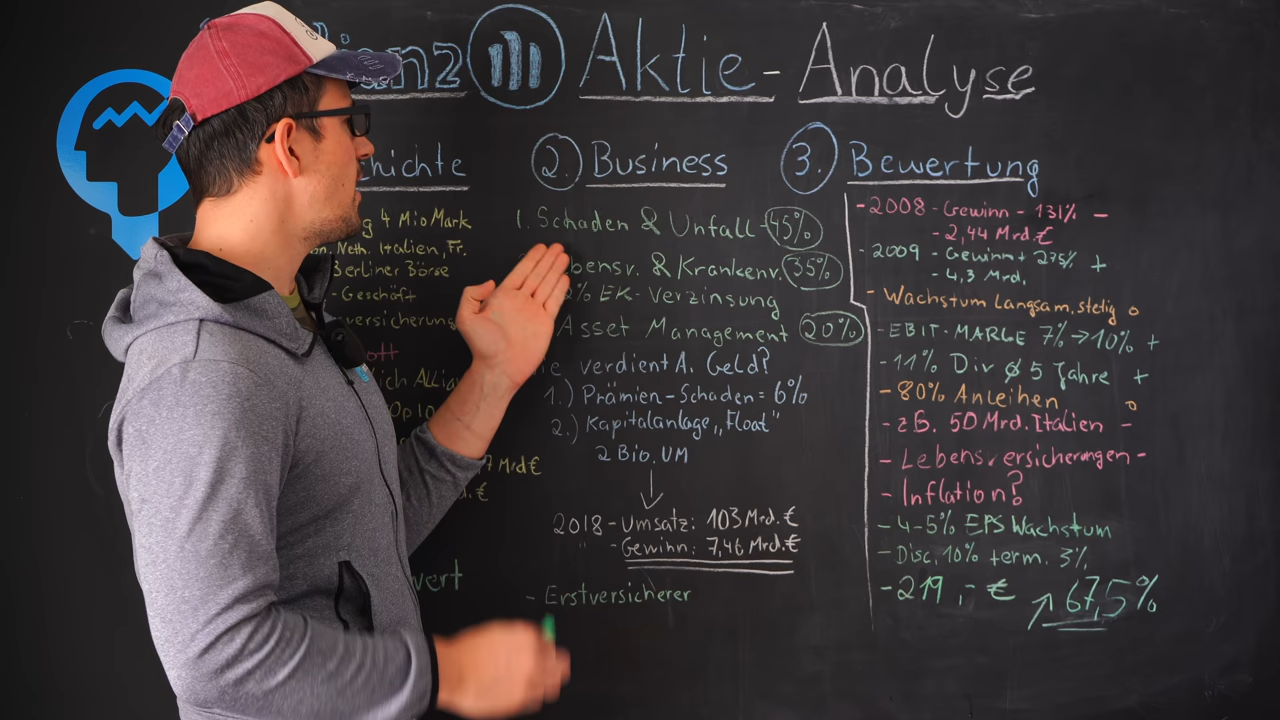 Aktie-Analyse
2. Business
3. Bewertung
4 Mio Mark
Neth. Italien, Fr.
Berliner Börse
-Geschäft
versicherung
1. Schaden & Unfall-45%
& Krankenv. 35%
% EK-Verzinsung
Asset Management 20%
verdient A. Geld?
1.) Prämien-Schaden=6%
2.) Kapitalanlage „Float“
2 Bio. UM
2018-Umsatz: 103 Mrd.€
-Gewinn: 7,46 Mrd.€
- Erstversicherer
-2008-Gewinn-131% -
-2,44 Mrd.€
-2009-Gewinn+275% +
-4,3 Mrd.
- Wachstum Langsam, stetig o
-EBIT-MARGE 7%→10% +
-11% Div ø 5 Jahre +
-80% Anleihen o
-zB. 50 Mrd. Italien -
-Lebensversicherungen-
-Inflation?
-4-5% EPS Wachstum
-Disc. 10% term. 3%
-219,-€ ↗67,5%